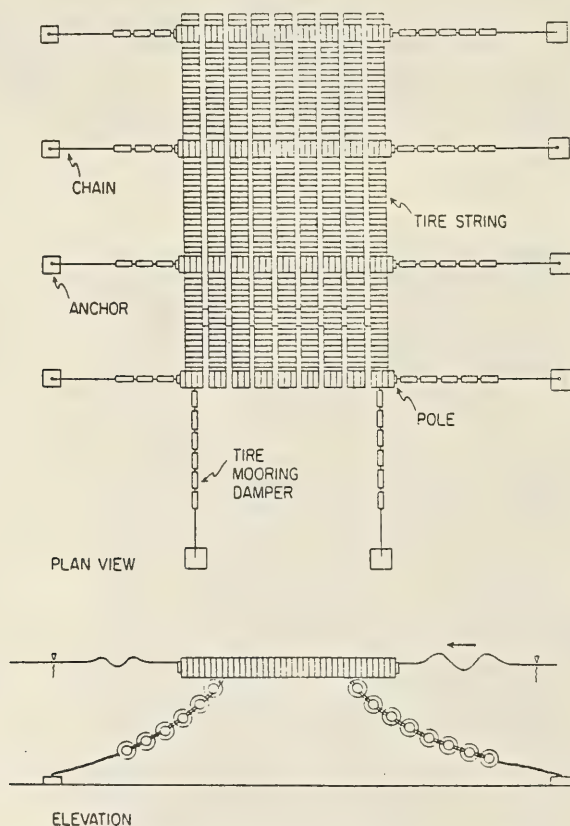 CHAIN
TIRE STRING
ANCHOR
POLE
TIRE
MOORING
DAMPER
PLAN VIEW
ELEVATION